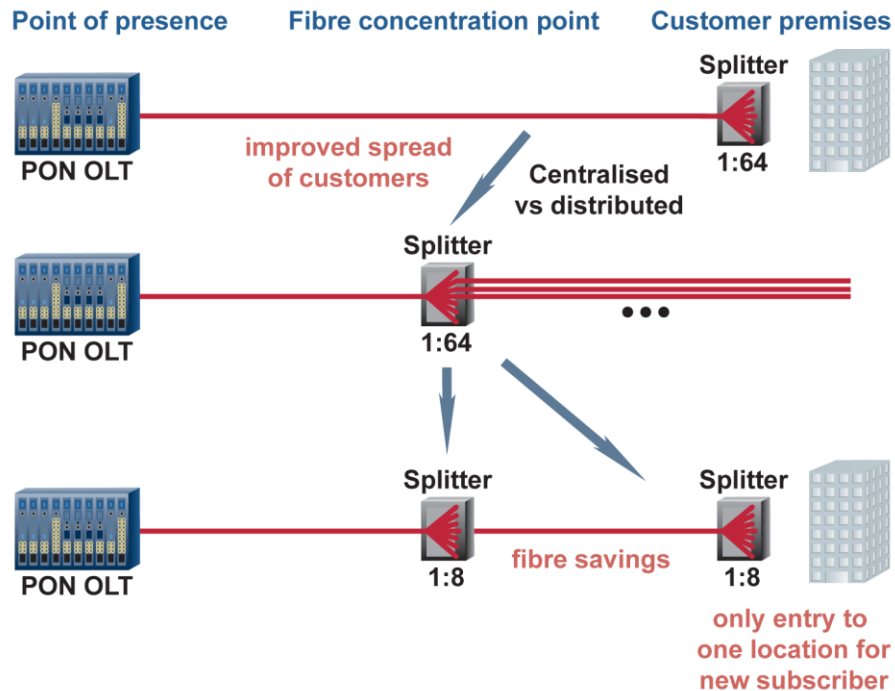 Point of presence
Fibre concentration point
Customer premises
Splitter
1:64
PON OLT
improved spread
of customers
Centralised
vs distributed
Splitter
1:64
PON OLT
Splitter
1:8
Splitter
1:8
PON OLT
fibre savings
only entry to
one location for
new subscriber